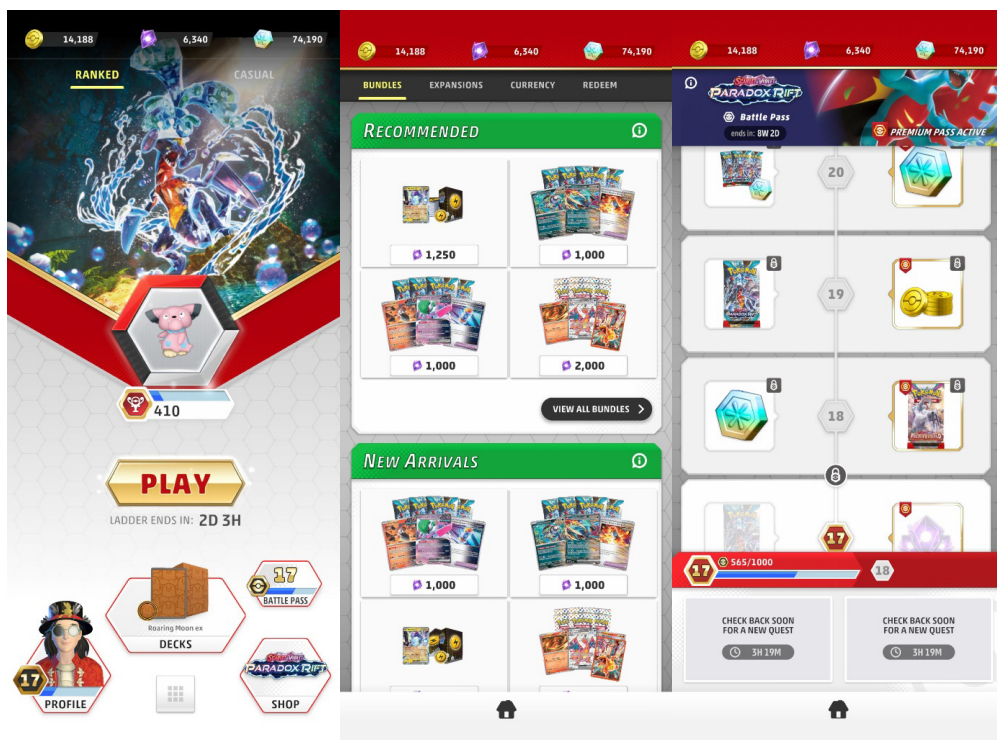 14,188
6,340
74,190
RANKED
CASUAL
410
PLAY
LADDER ENDS IN: 2D 3H
17
BATTLE PASS
Roaring Moon ex
DECKS
17
PROFILE
PARADOX RIFT
SHOP
14,188
6,340
74,190
BUNDLES
EXPANSIONS
CURRENCY
REDEEM
RECOMMENDED
1,250
1,000
1,000
2,000
VIEW ALL BUNDLES
NEW ARRIVALS
1,000
1,000
14,188
6,340
74,190
PARADOX RIFT
Battle Pass
ends in: 8W 2D
PREMIUM PASS ACTIVE
20
19
18
17
17
565/1000
18
CHECK BACK SOON
FOR A NEW QUEST
3H 19M
CHECK BACK SOON
FOR A NEW QUEST
3H 19M